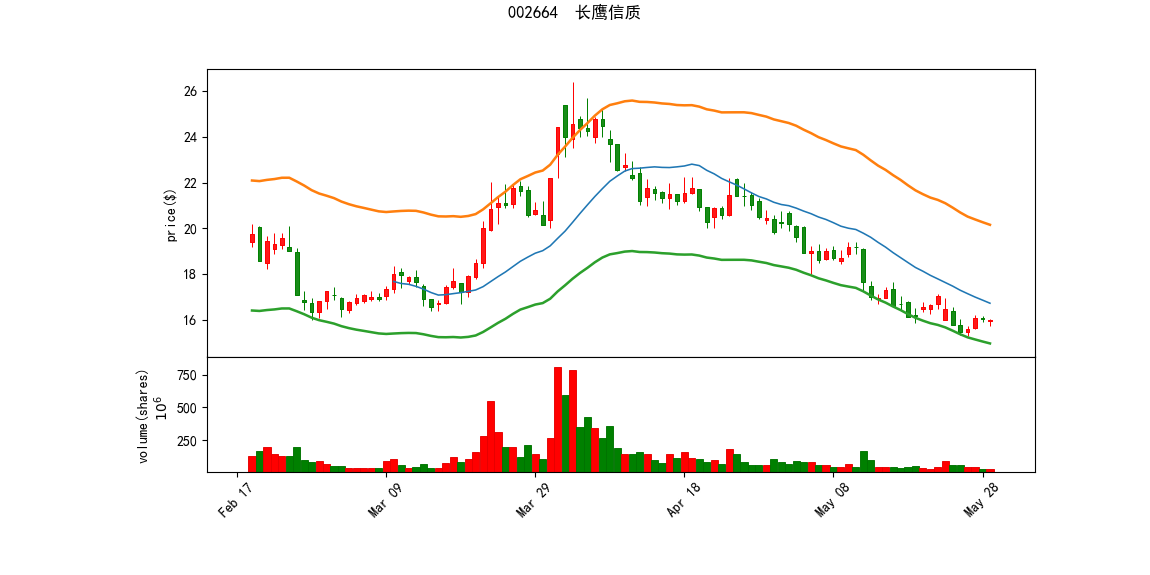 002664 长鹰信质
price($)
26
24
22
20
18
16
volume(shares)
10^6
750
500
250
Feb 17
Mar 09
Mar 29
Apr 18
May 08
May 28